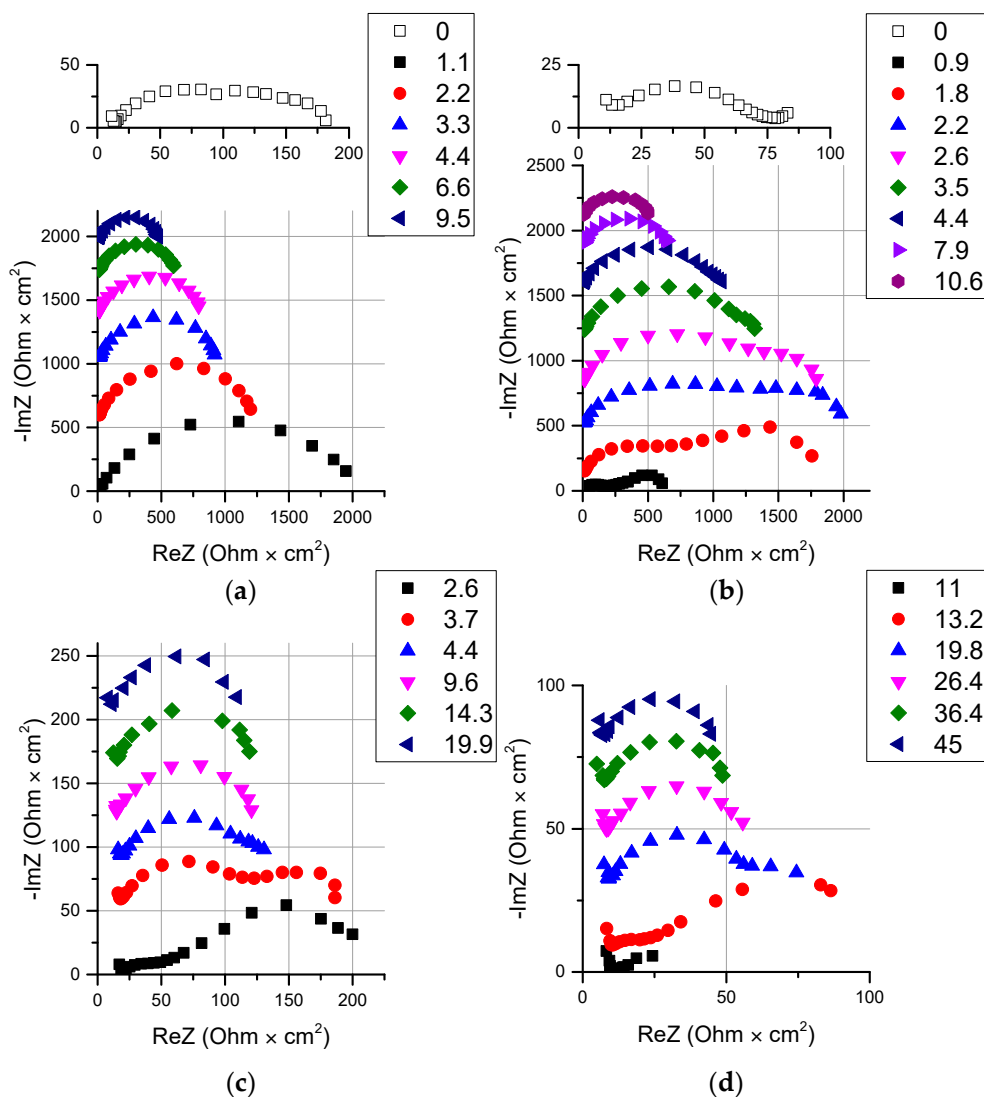 0
1.1
2.2
3.3
4.4
6.6
9.5
50
25
0
0 50 100 150 200
2000
1500
1000
500
0
0 500 1000 1500 2000
-ImZ (Ohm × cm²)
ReZ (Ohm × cm²)
(a)
0
0.9
1.8
2.2
2.6
3.5
4.4
7.9
10.6
25
0
0 25 50 75 100
2500
2000
1500
1000
500
0
0 500 1000 1500 2000
-ImZ (Ohm × cm²)
ReZ (Ohm × cm²)
(b)
2.6
3.7
4.4
9.6
14.3
19.9
250
200
150
100
50
0
0 50 100 150 200
-ImZ (Ohm × cm²)
ReZ (Ohm × cm²)
(c)
11
13.2
19.8
26.4
36.4
45
100
50
0
0 50 100
-ImZ (Ohm × cm²)
ReZ (Ohm × cm²)
(d)